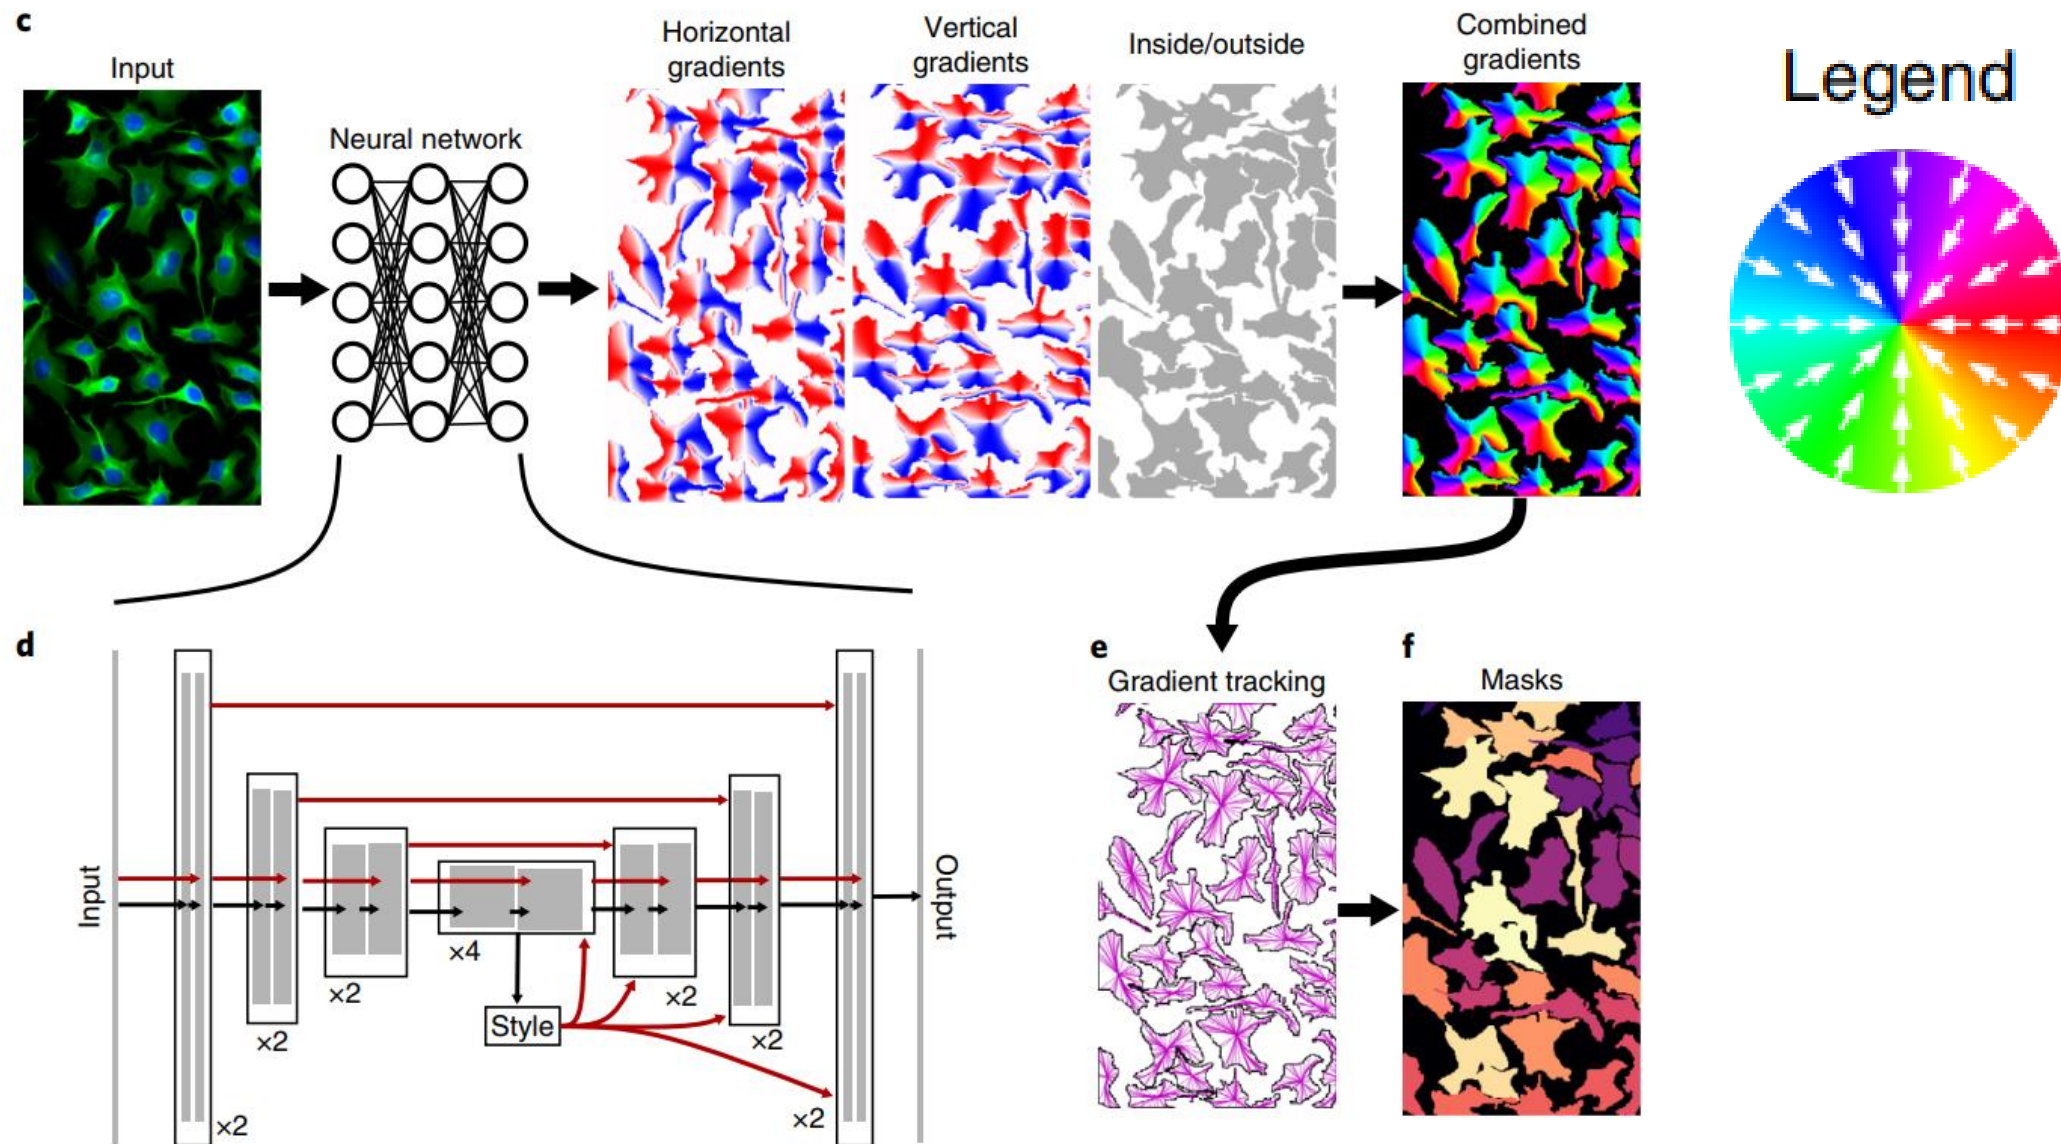 c
Input
Neural network
Horizontal
gradients
Vertical
gradients
Inside/outside
Combined
gradients
Legend
d
Input
×2
×2
×2
×4
Style
×2
×2
×2
Output
e
Gradient tracking
f
Masks